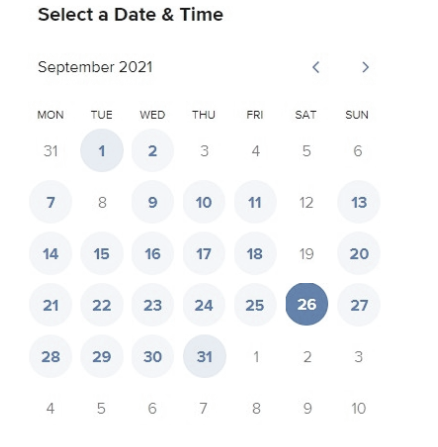 Select a Date & Time
September 2021
MON TUE WED THU FRI SAT SUN
31 1 2 3 4 5 6
7 8 9 10 11 12 13
14 15 16 17 18 19 20
21 22 23 24 25 26 27
28 29 30 31 1 2 3
4 5 6 7 8 9 10